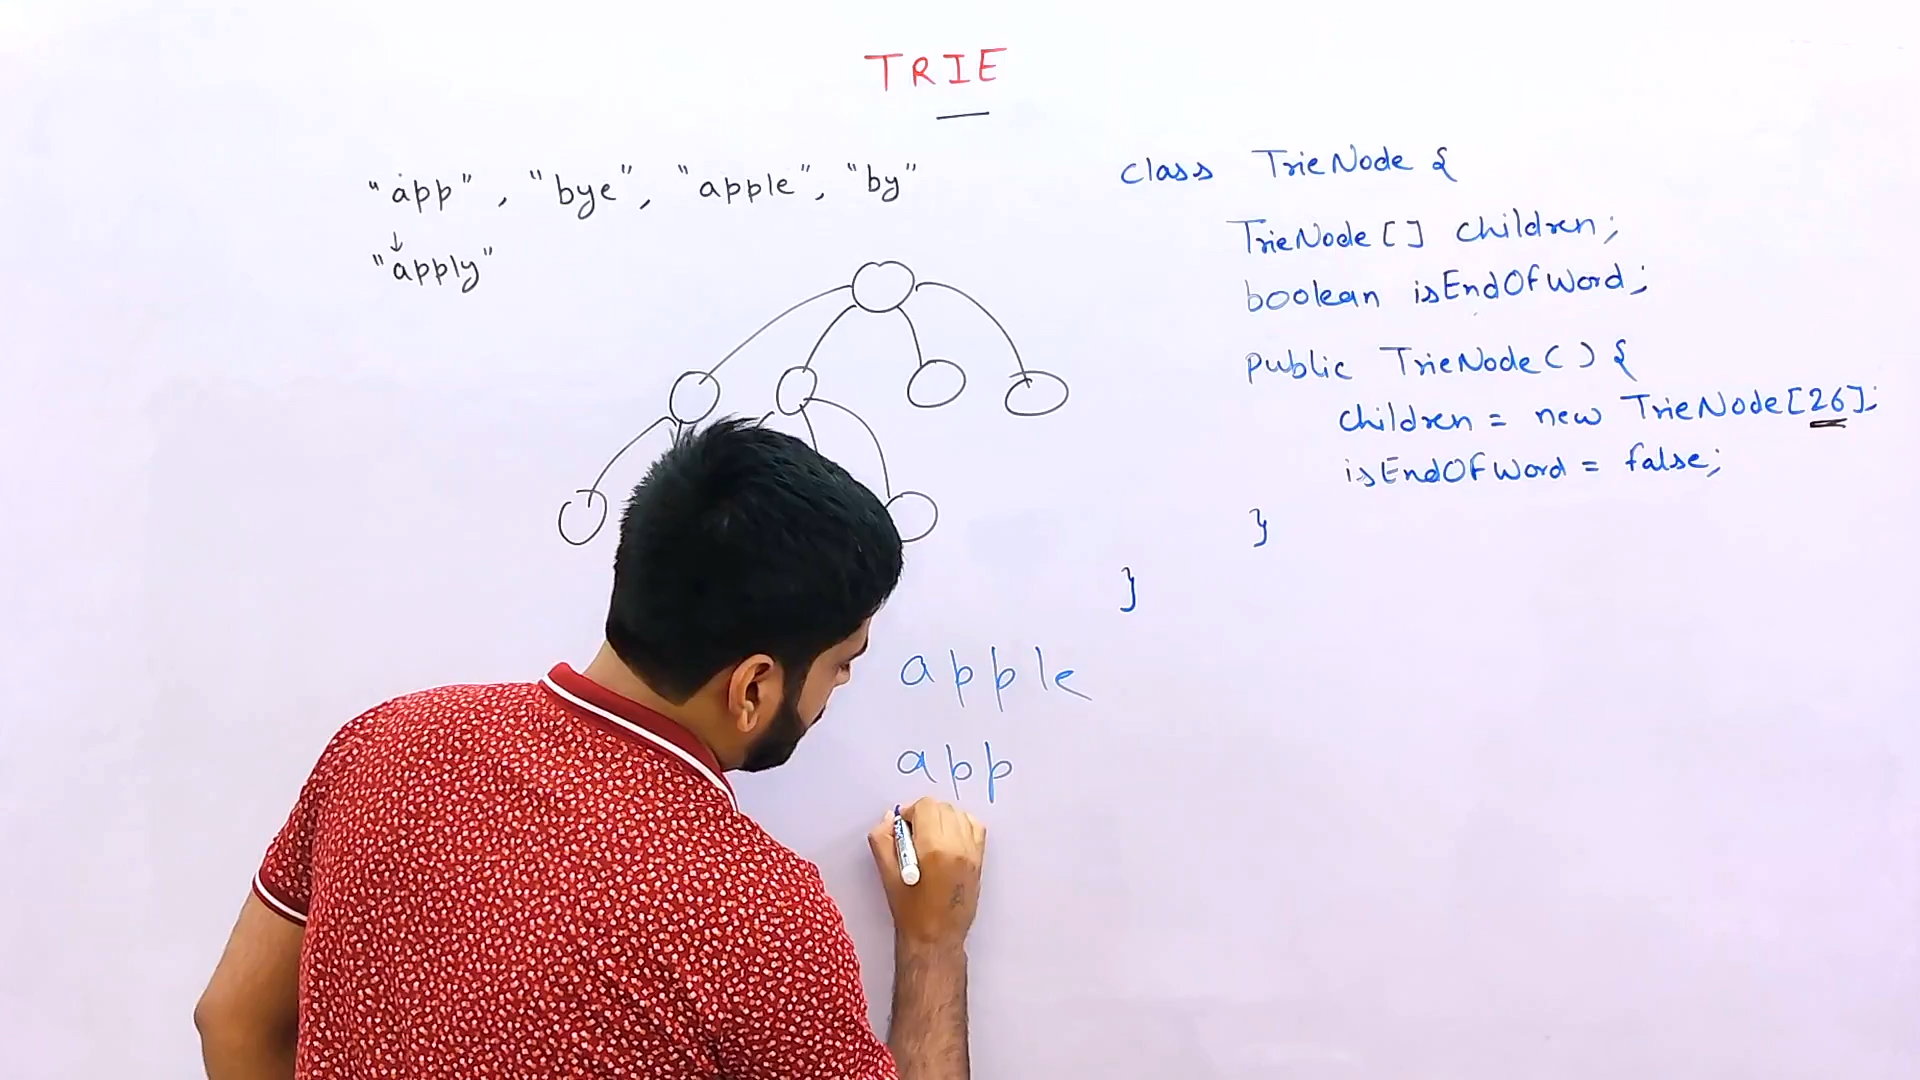 TRIE
"app", "bye", "apple", "by"
"apply"
class TrieNode {
TrieNode[] children;
boolean isEndOfWord;
public TrieNode() {
children = new TrieNode[26];
isEndOfWord = false;
}
}
apple
app